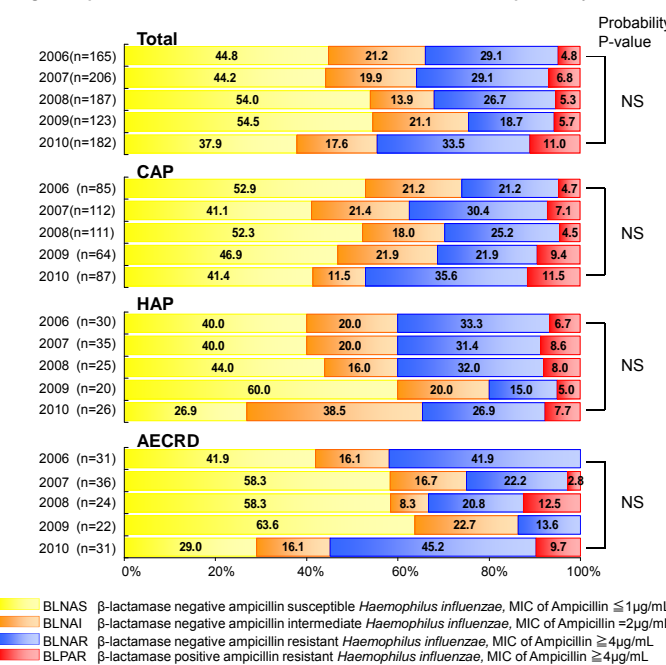 Probability
P-value
Total
2006(n=165) 44.8 21.2 29.1 4.8
2007(n=206) 44.2 19.9 29.1 6.8
2008(n=187) 54.0 13.9 26.7 5.3
2009(n=123) 54.5 21.1 18.7 5.7
2010(n=182) 37.9 17.6 33.5 11.0
NS
CAP
2006 (n=85) 52.9 21.2 21.2 4.7
2007(n=112) 41.1 21.4 30.4 7.1
2008(n=111) 52.3 18.0 25.2 4.5
2009 (n=64) 46.9 21.9 21.9 9.4
2010 (n=87) 41.4 11.5 35.6 11.5
NS
HAP
2006 (n=30) 40.0 20.0 33.3 6.7
2007 (n=35) 40.0 20.0 31.4 8.6
2008 (n=25) 44.0 16.0 32.0 8.0
2009 (n=20) 60.0 20.0 15.0 5.0
2010 (n=26) 26.9 38.5 26.9 7.7
NS
AECRD
2006 (n=31) 41.9 16.1 41.9
2007 (n=36) 58.3 16.7 22.2 2.8
2008 (n=24) 58.3 8.3 20.8 12.5
2009 (n=22) 63.6 22.7 13.6
2010 (n=31) 29.0 16.1 45.2 9.7
NS
0% 20% 40% 60% 80% 100%
BLNAS β-lactamase negative ampicillin susceptible Haemophilus influenzae, MIC of Ampicillin ≦1μg/mL
BLNAI β-lactamase negative ampicillin intermediate Haemophilus influenzae, MIC of Ampicillin =2μg/mL
BLNAR β-lactamase negative ampicillin resistant Haemophilus influenzae, MIC of Ampicillin ≧4μg/mL
BLPAR β-lactamase positive ampicillin resistant Haemophilus influenzae, MIC of Ampicillin ≧4μg/mL